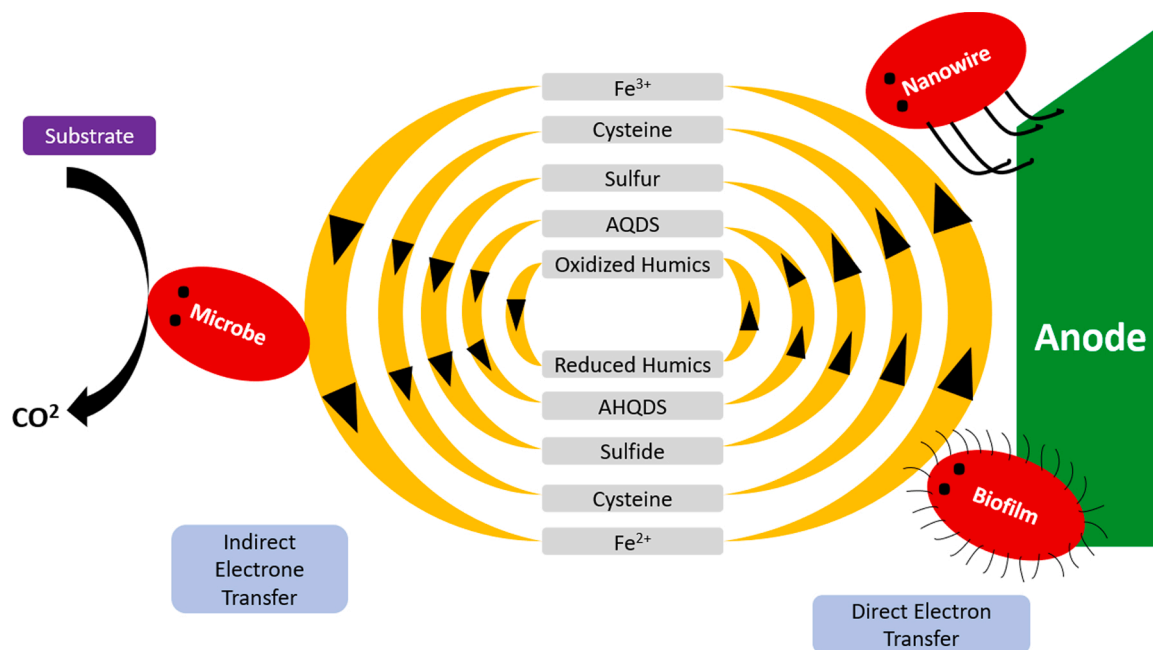 Substrate
Microbe
CO²
Indirect
Electrone
Transfer
Fe³⁺
Cysteine
Sulfur
AQDS
Oxidized Humics
Reduced Humics
AHQDS
Sulfide
Cysteine
Fe²⁺
Nanowire
Anode
Biofilm
Direct Electron
Transfer